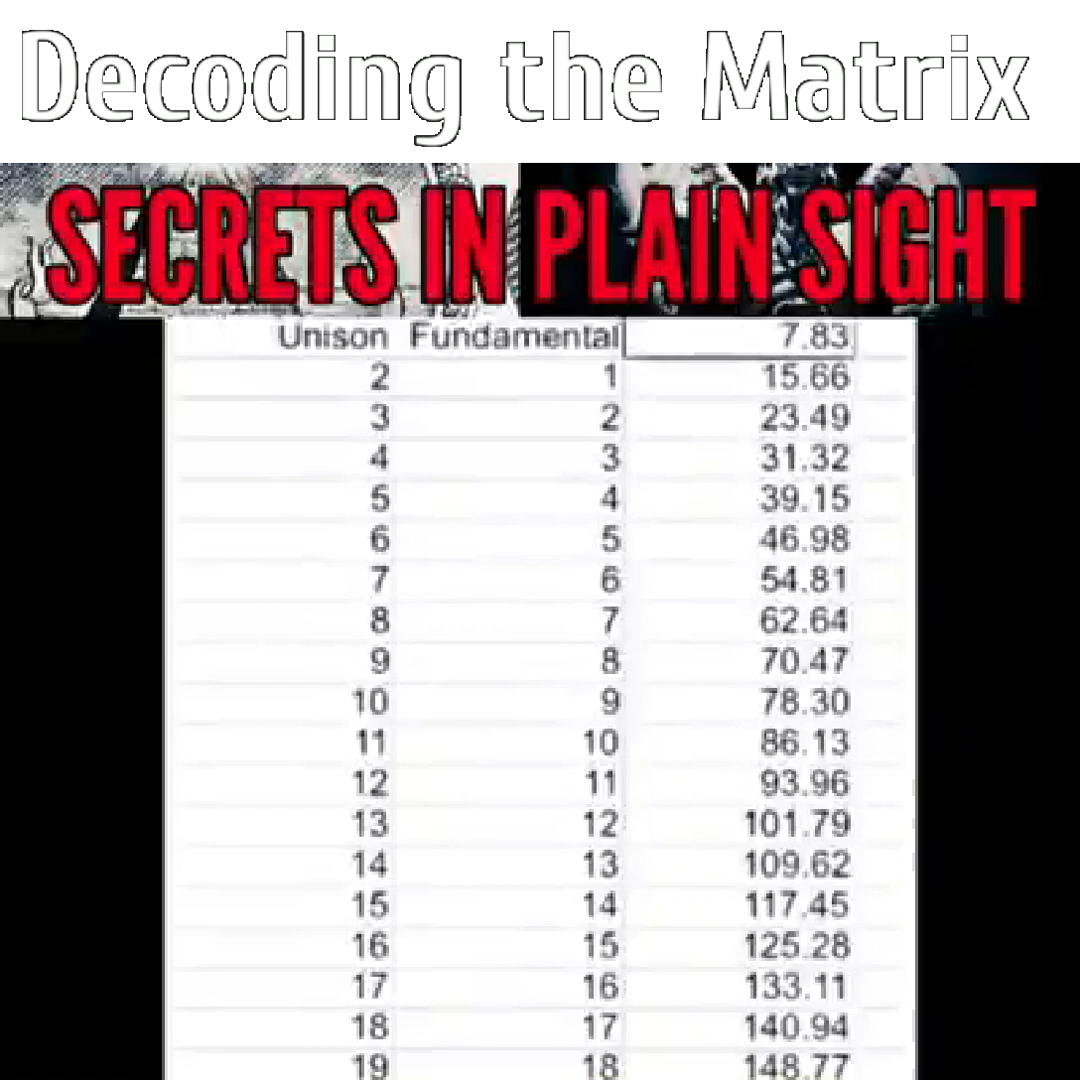 Decoding the Matrix
SECRETS IN PLAIN SIGHT
Unison Fundamental 7.83
2 1 15.66
3 2 23.49
4 3 31.32
5 4 39.15
6 5 46.98
7 6 54.81
8 7 62.64
9 8 70.47
10 9 78.30
11 10 86.13
12 11 93.96
13 12 101.79
14 13 109.62
15 14 117.45
16 15 125.28
17 16 133.11
18 17 140.94
19 18 148.77